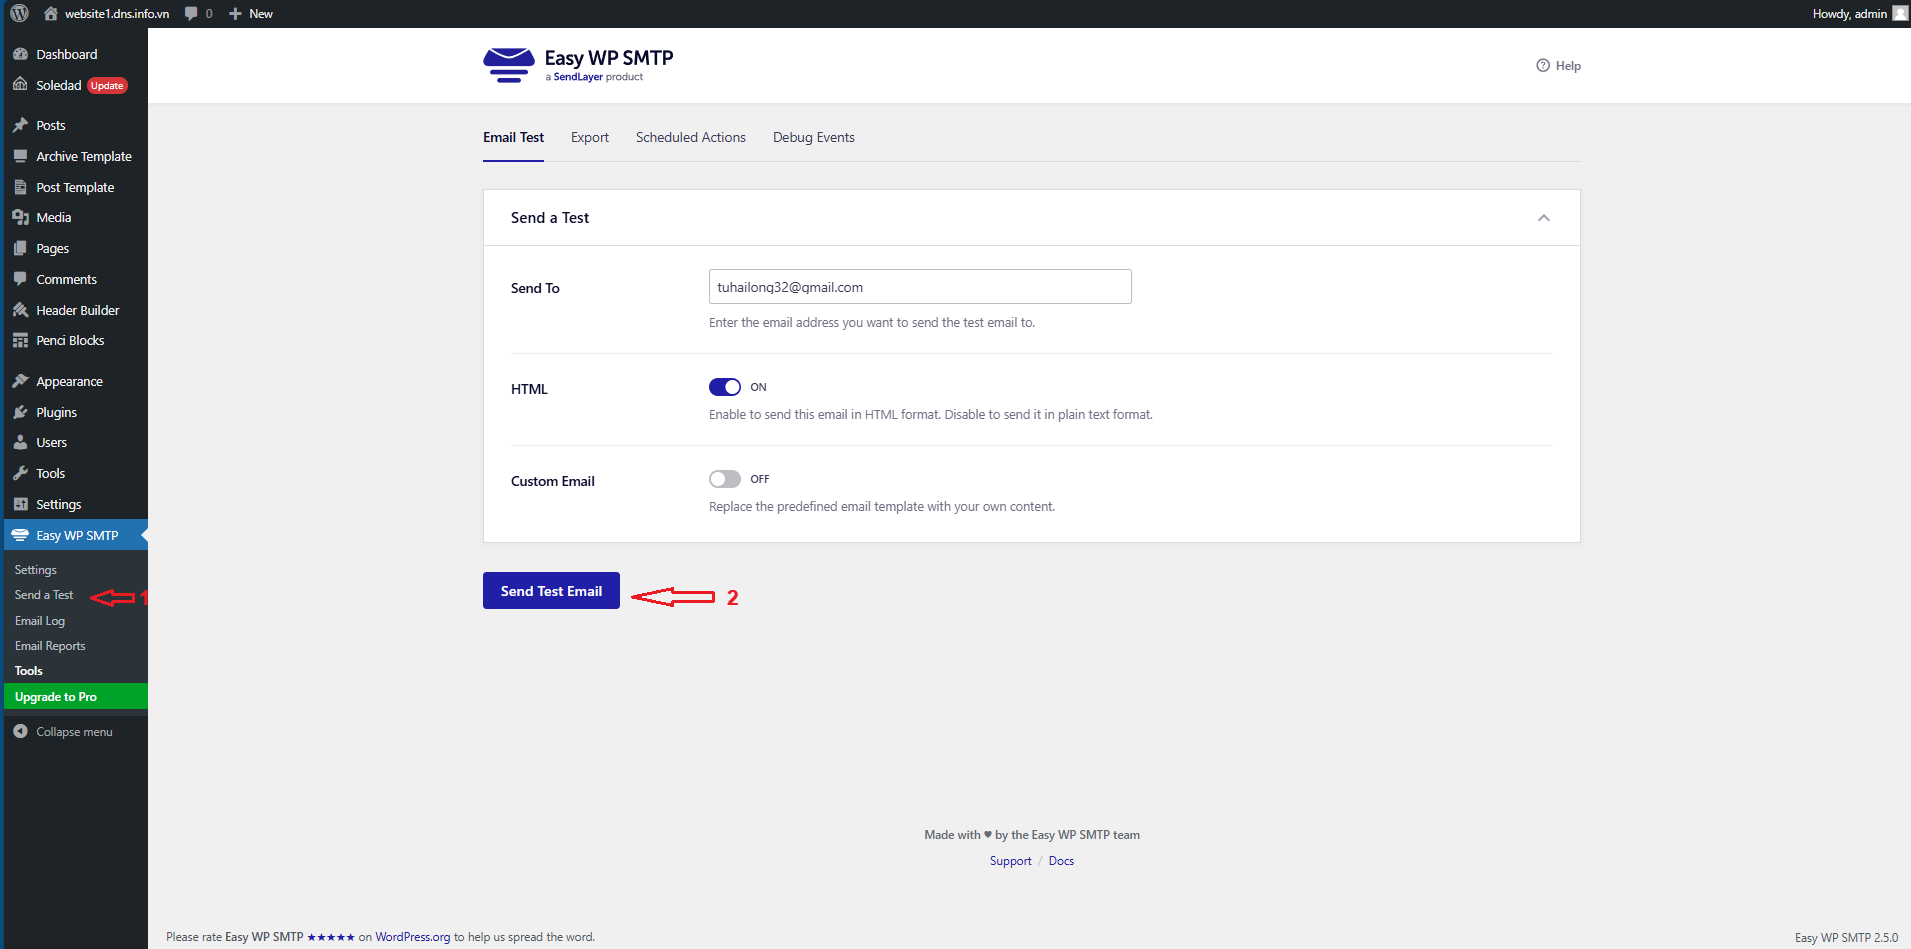 website1.dns.info.vn 0 New
Howdy, admin
Dashboard
Soledad Update
Posts
Archive Template
Post Template
Media
Pages
Comments
Header Builder
Penci Blocks
Appearance
Plugins
Users
Tools
Settings
Easy WP SMTP
Settings
Send a Test
1
Email Log
Email Reports
Tools
Upgrade to Pro
Collapse menu
Easy WP SMTP
a SendLayer product
Help
Email Test Export Scheduled Actions Debug Events
Send a Test
Send To
tuhailong32@gmail.com
Enter the email address you want to send the test email to.
HTML
ON
Enable to send this email in HTML format. Disable to send it in plain text format.
Custom Email
OFF
Replace the predefined email template with your own content.
Send Test Email
2
Made with ♥ by the Easy WP SMTP team
Support / Docs
Please rate Easy WP SMTP ★★★★★ on WordPress.org to help us spread the word.
Easy WP SMTP 2.5.0